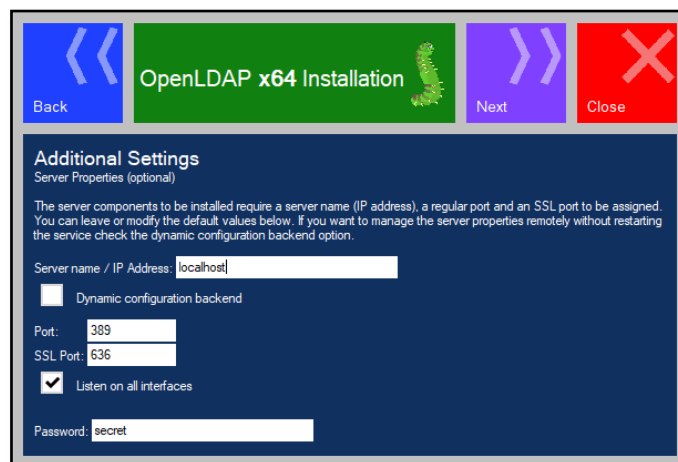 Back
OpenLDAP x64 Installation
Next
Close
Additional Settings
Server Properties (optional)
The server components to be installed require a server name (IP address), a regular port and an SSL port to be assigned.
You can leave or modify the default values below. If you want to manage the server properties remotely without restarting
the service check the dynamic configuration backend option.
Server name / IP Address: localhost
Dynamic configuration backend
Port: 389
SSL Port: 636
Listen on all interfaces
Password: secret